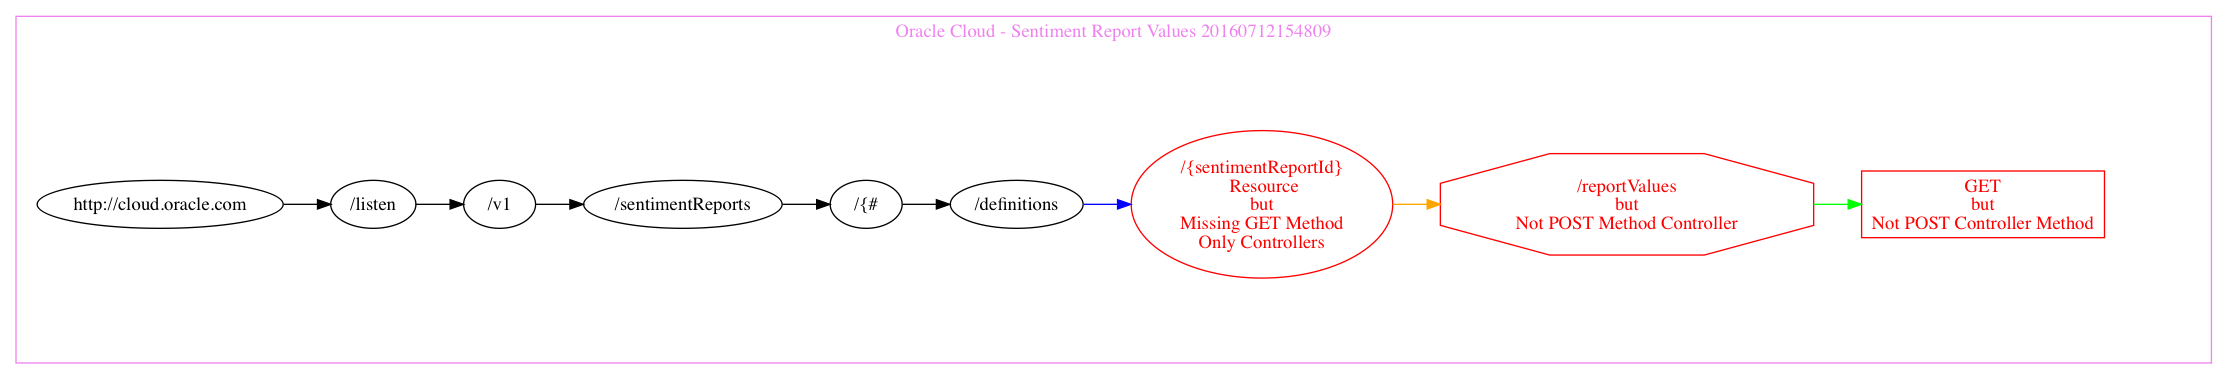 Oracle Cloud - Sentiment Report Values 20160712154809
http://cloud.oracle.com
/listen
/v1
/sentimentReports
/{#
/definitions
/{sentimentReportId}
Resource
but
Missing GET Method
Only Controllers
/reportValues
but
Not POST Method Controller
GET
but
Not POST Controller Method